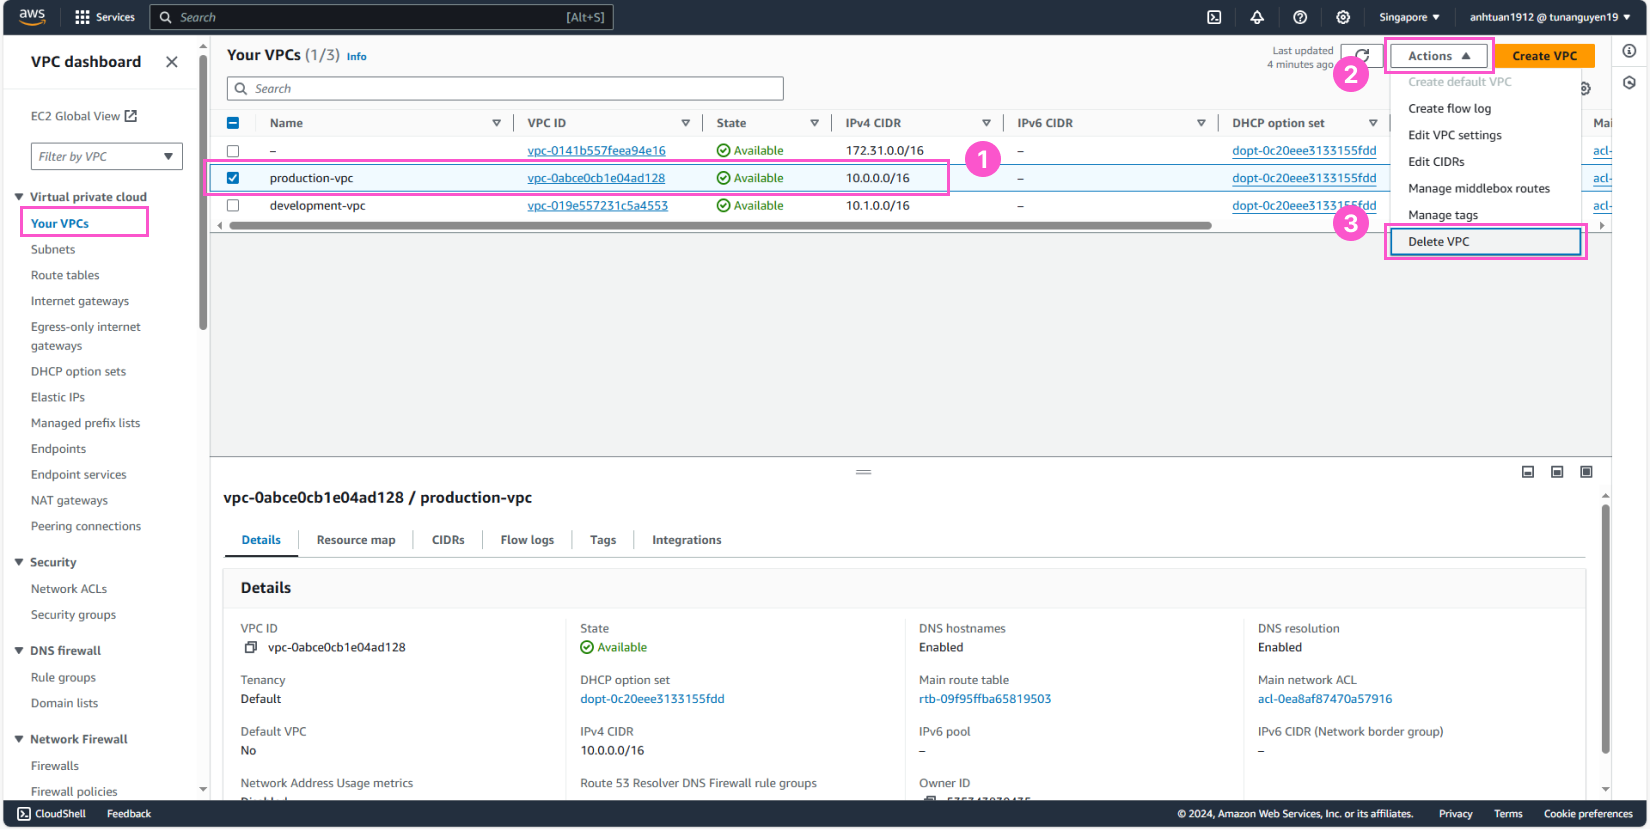 aws
Services
Search
[Alt+S]
Singapore
anhtuan1912 @ tunanguyen19
VPC dashboard
EC2 Global View
Filter by VPC
Virtual private cloud
Your VPCs
Subnets
Route tables
Internet gateways
Egress-only internet
gateways
DHCP option sets
Elastic IPs
Managed prefix lists
Endpoints
Endpoint services
NAT gateways
Peering connections
Security
Network ACLs
Security groups
DNS firewall
Rule groups
Domain lists
Network Firewall
Firewalls
Firewall policies
Your VPCs (1/3) Info
Last updated
4 minutes ago
2
Actions
Create VPC
Search
Create default VPC
Create flow log
Edit VPC settings
Edit CIDRs
Manage middlebox routes
Manage tags
3
Delete VPC
Name VPC ID State IPv4 CIDR IPv6 CIDR DHCP option set Mai
– vpc-0141b557feea94e16 Available 172.31.0.0/16 – dopt-0c20eee3133155fdd acl-
1
production-vpc vpc-0abce0cb1e04ad128 Available 10.0.0.0/16 – dopt-0c20eee3133155fdd acl-
development-vpc vpc-019e557231c5a4553 Available 10.1.0.0/16 – dopt-0c20eee3133155fdd acl-
vpc-0abce0cb1e04ad128 / production-vpc
Details Resource map CIDRs Flow logs Tags Integrations
Details
VPC ID
vpc-0abce0cb1e04ad128
State
Available
DNS hostnames
Enabled
DNS resolution
Enabled
Tenancy
Default
DHCP option set
dopt-0c20eee3133155fdd
Main route table
rtb-09f95ffba65819503
Main network ACL
acl-0ea8af87470a57916
Default VPC
No
IPv4 CIDR
10.0.0.0/16
IPv6 pool
–
IPv6 CIDR (Network border group)
–
Network Address Usage metrics
Route 53 Resolver DNS Firewall rule groups
Owner ID
CloudShell
Feedback
© 2024, Amazon Web Services, Inc. or its affiliates.
Privacy
Terms
Cookie preferences